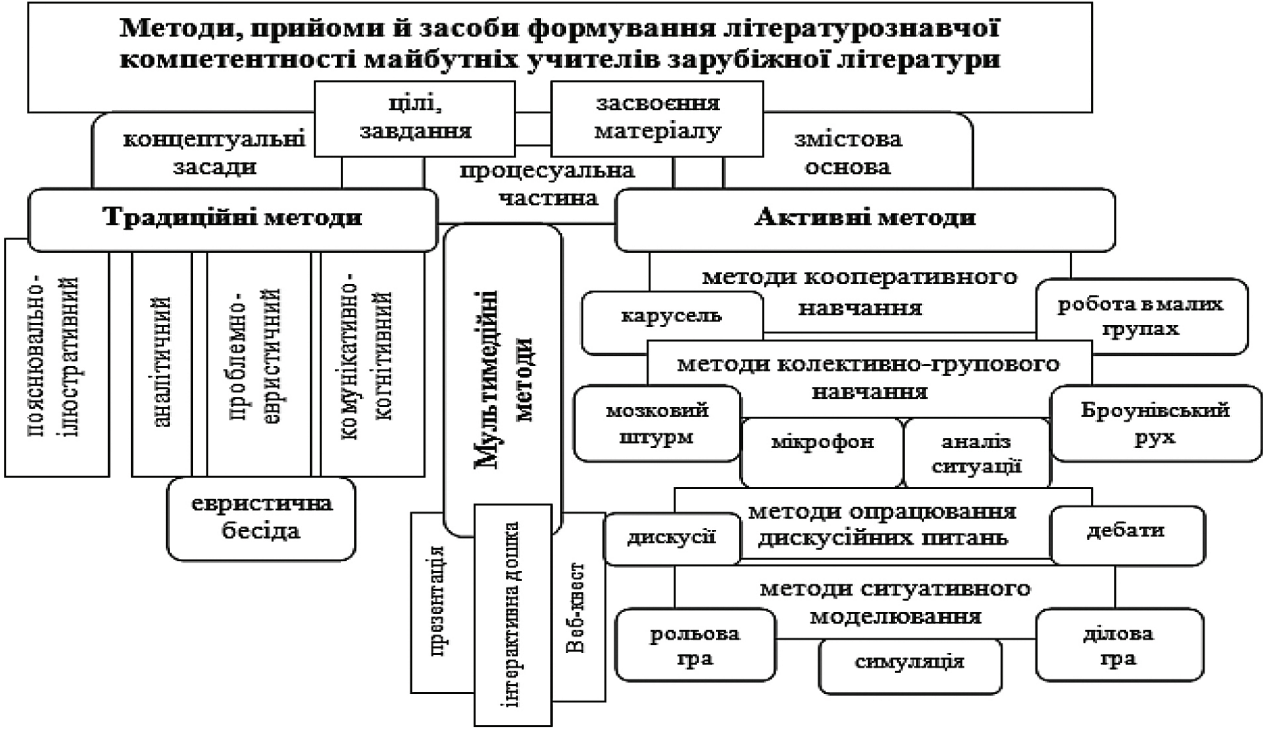 Методи, прийоми й засоби формування літературознавчої
компетентності майбутніх учителів зарубіжної літератури
цілі,
завдання
засвоєння
матеріалу
концептуальні
засади
процесуальна
частина
змістова
основа
Традиційні методи
Активні методи
пояснювально-
ілюстративний
аналітичний
проблемно-
евристичний
комунікативно-
когнітивний
евристична
бесіда
Мультимедійні
методи
презентація
інтерактивна дошка
Веб-квест
методи кооперативного
навчання
карусель
робота в малих
групах
методи колективно-групового
навчання
мозковий
штурм
мікрофон
аналіз
ситуації
Броунівський
рух
методи опрацювання
дискусійних питань
дискусії
дебати
методи ситуативного
моделювання
рольова
гра
симуляція
ділова
гра